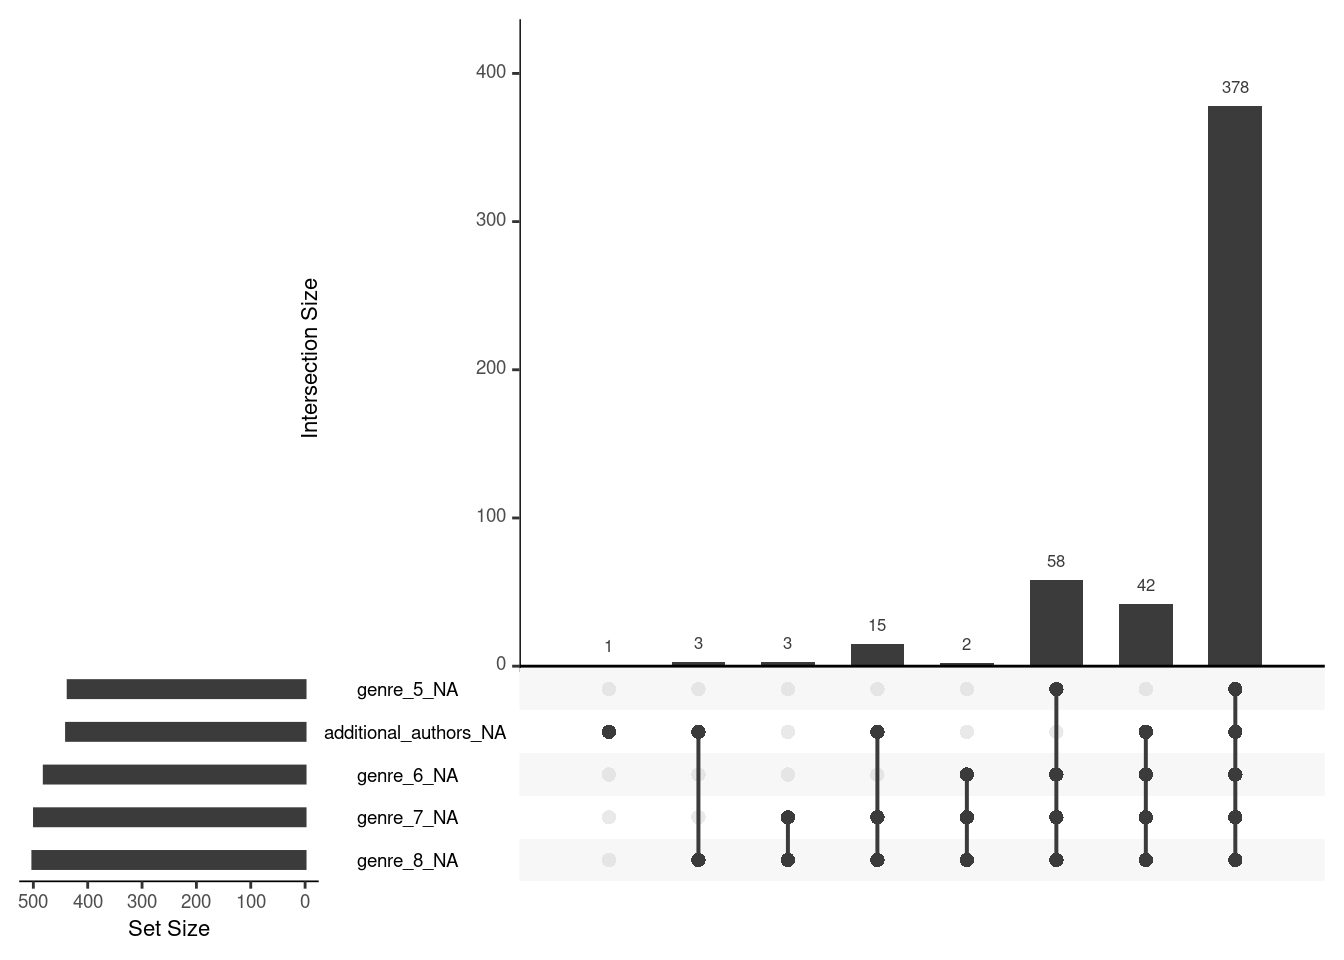 400
300
200
100
0
Intersection Size
1
3
3
15
2
58
42
378
genre_5_NA
additional_authors_NA
genre_6_NA
genre_7_NA
genre_8_NA
500 400 300 200 100 0
Set Size